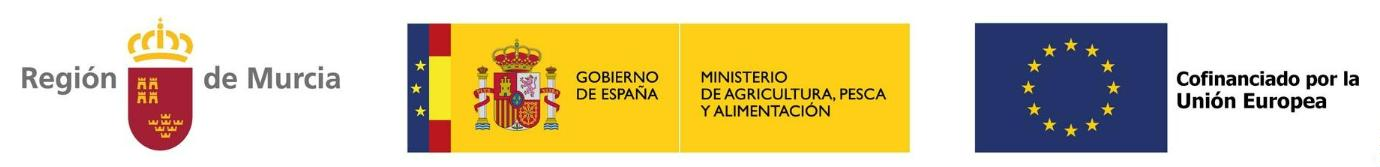 Región de Murcia
GOBIERNO
DE ESPAÑA
MINISTERIO
DE AGRICULTURA, PESCA
Y ALIMENTACIÓN
Cofinanciado por la
Unión Europea